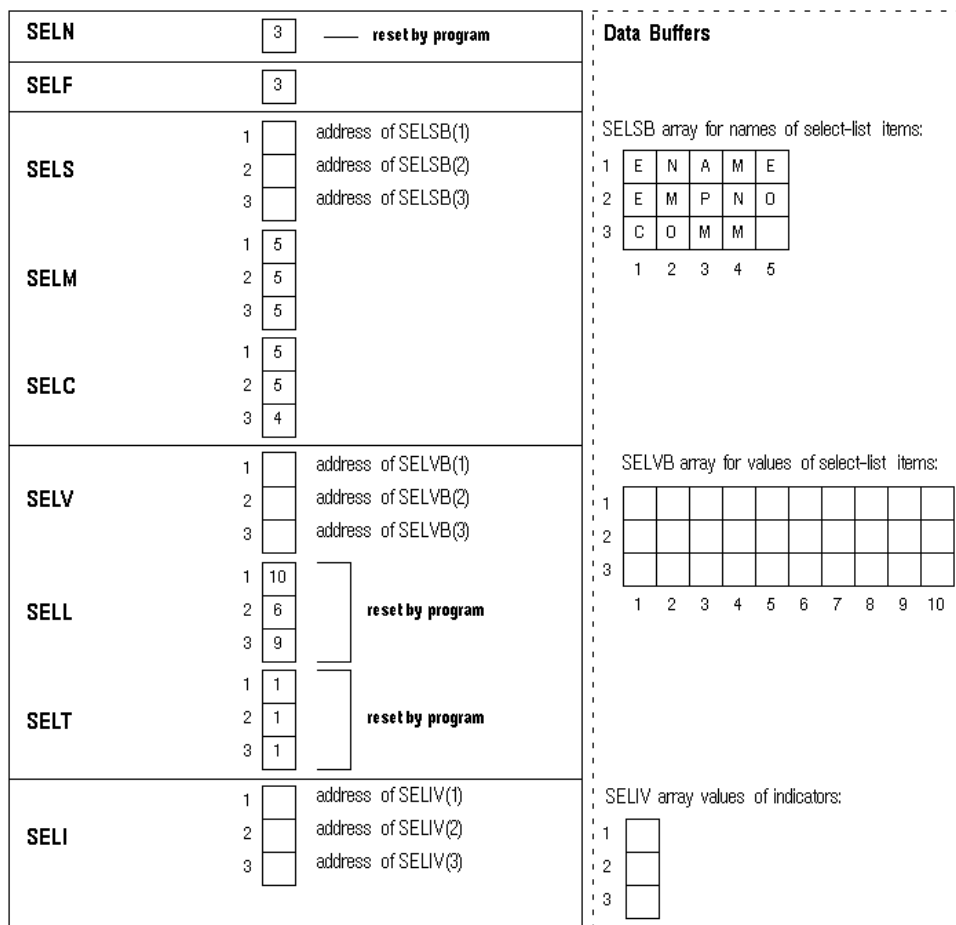 SELN 3 reset by program
SELF 3
SELS
1 address of SELSB(1)
2 address of SELSB(2)
3 address of SELSB(3)
SELM
1 5
2 5
3 5
SELC
1 5
2 5
3 4
SELV
1 address of SELVB(1)
2 address of SELVB(2)
3 address of SELVB(3)
SELL
1 10
2 6 reset by program
3 9
SELT
1 1
2 1 reset by program
3 1
SELI
1 address of SELIV(1)
2 address of SELIV(2)
3 address of SELIV(3)
Data Buffers
SELSB array for names of select-list items:
1 E N A M E
2 E M P N O
3 C O M M
1 2 3 4 5
SELVB array for values of select-list items:
1
2
3
1 2 3 4 5 6 7 8 9 10
SELIV array values of indicators:
1
2
3